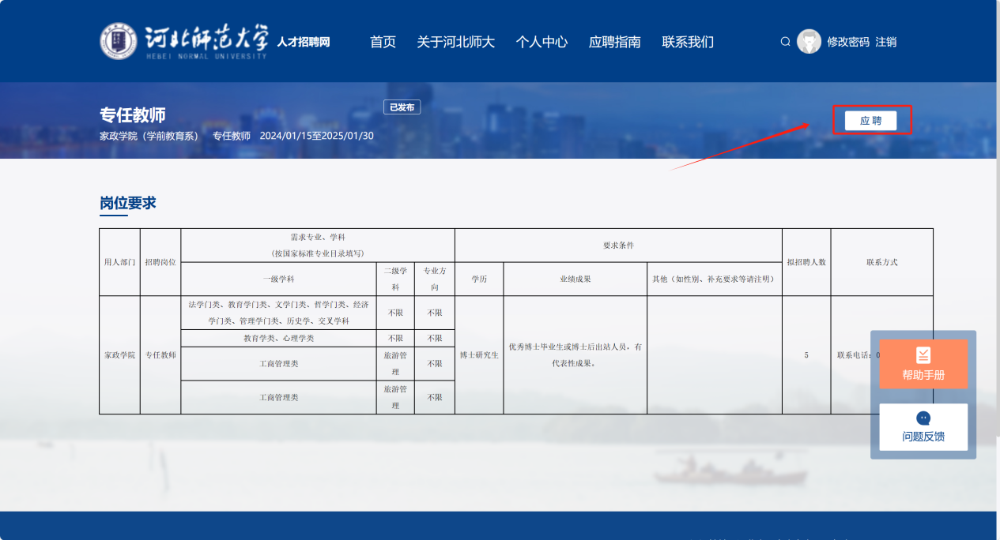 河北师范大学 人才招聘网
HEBEI NORMAL UNIVERSITY
首页 关于河北师大 个人中心 应聘指南 联系我们
修改密码 注销
专任教师
已发布
应 聘
家政学院（学前教育系） 专任教师 2024/01/15至2025/01/30
岗位要求
用人部门 招聘岗位
需求专业、学科
(按国家标准专业目录填写)
要求条件
拟招聘人数
联系方式
一级学科
二级学
科
专业方
向
学历
业绩成果
其他（如性别、补充要求等请注明）
家政学院
专任教师
法学门类、教育学门类、文学门类、哲学门类、经济
学门类、管理学门类、历史学、交叉学科
不限
不限
教育学类、心理学类
不限
不限
工商管理类
旅游管
理
不限
工商管理类
旅游管
理
不限
博士研究生
优秀博士毕业生或博士后出站人员，有
代表性成果。
5
联系电话：0
帮助手册
问题反馈